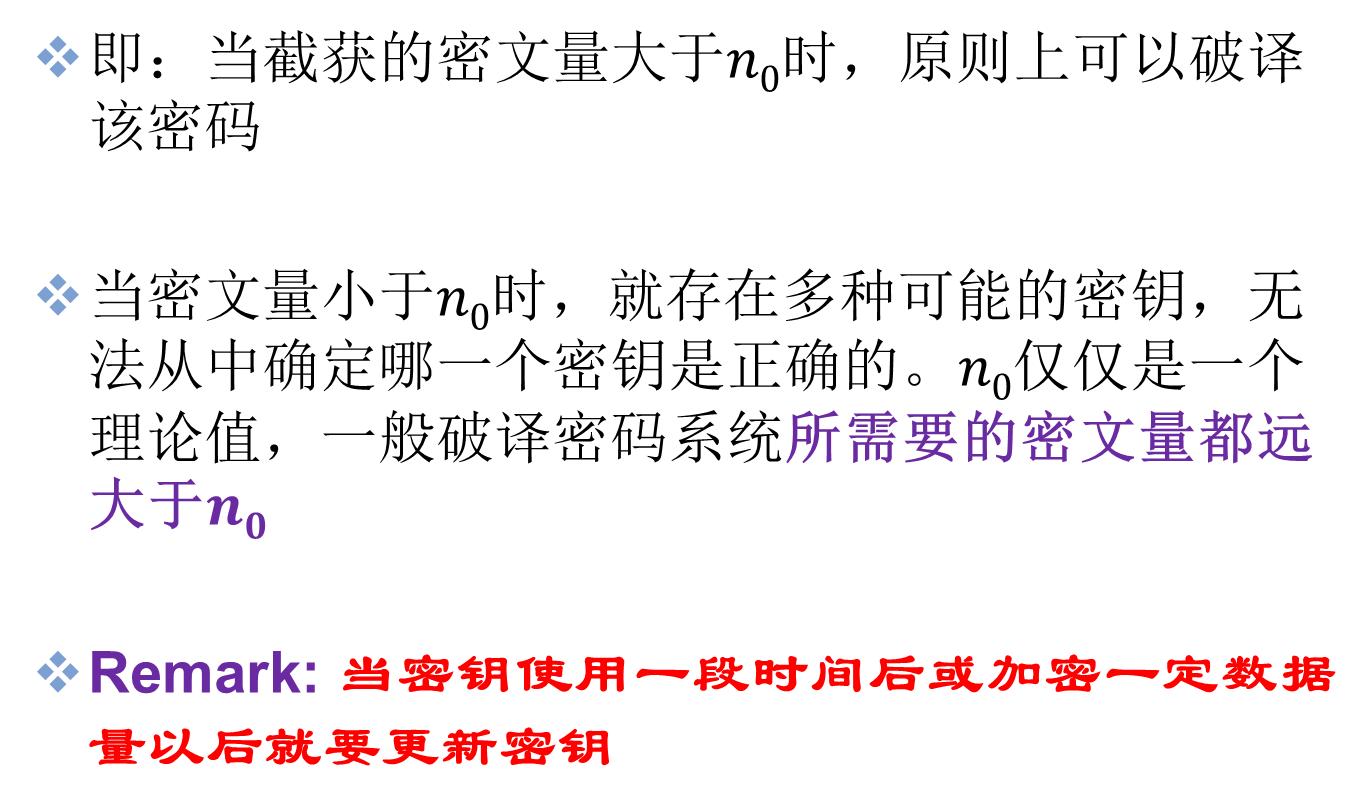 即：当截获的密文量大于n₀时，原则上可以破译
该密码
当密文量小于n₀时，就存在多种可能的密钥，无
法从中确定哪一个密钥是正确的。n₀仅仅是一个
理论值，一般破译密码系统所需要的密文量都远
大于n₀
Remark: 当密钥使用一段时间后或加密一定数据
量以后就要更新密钥